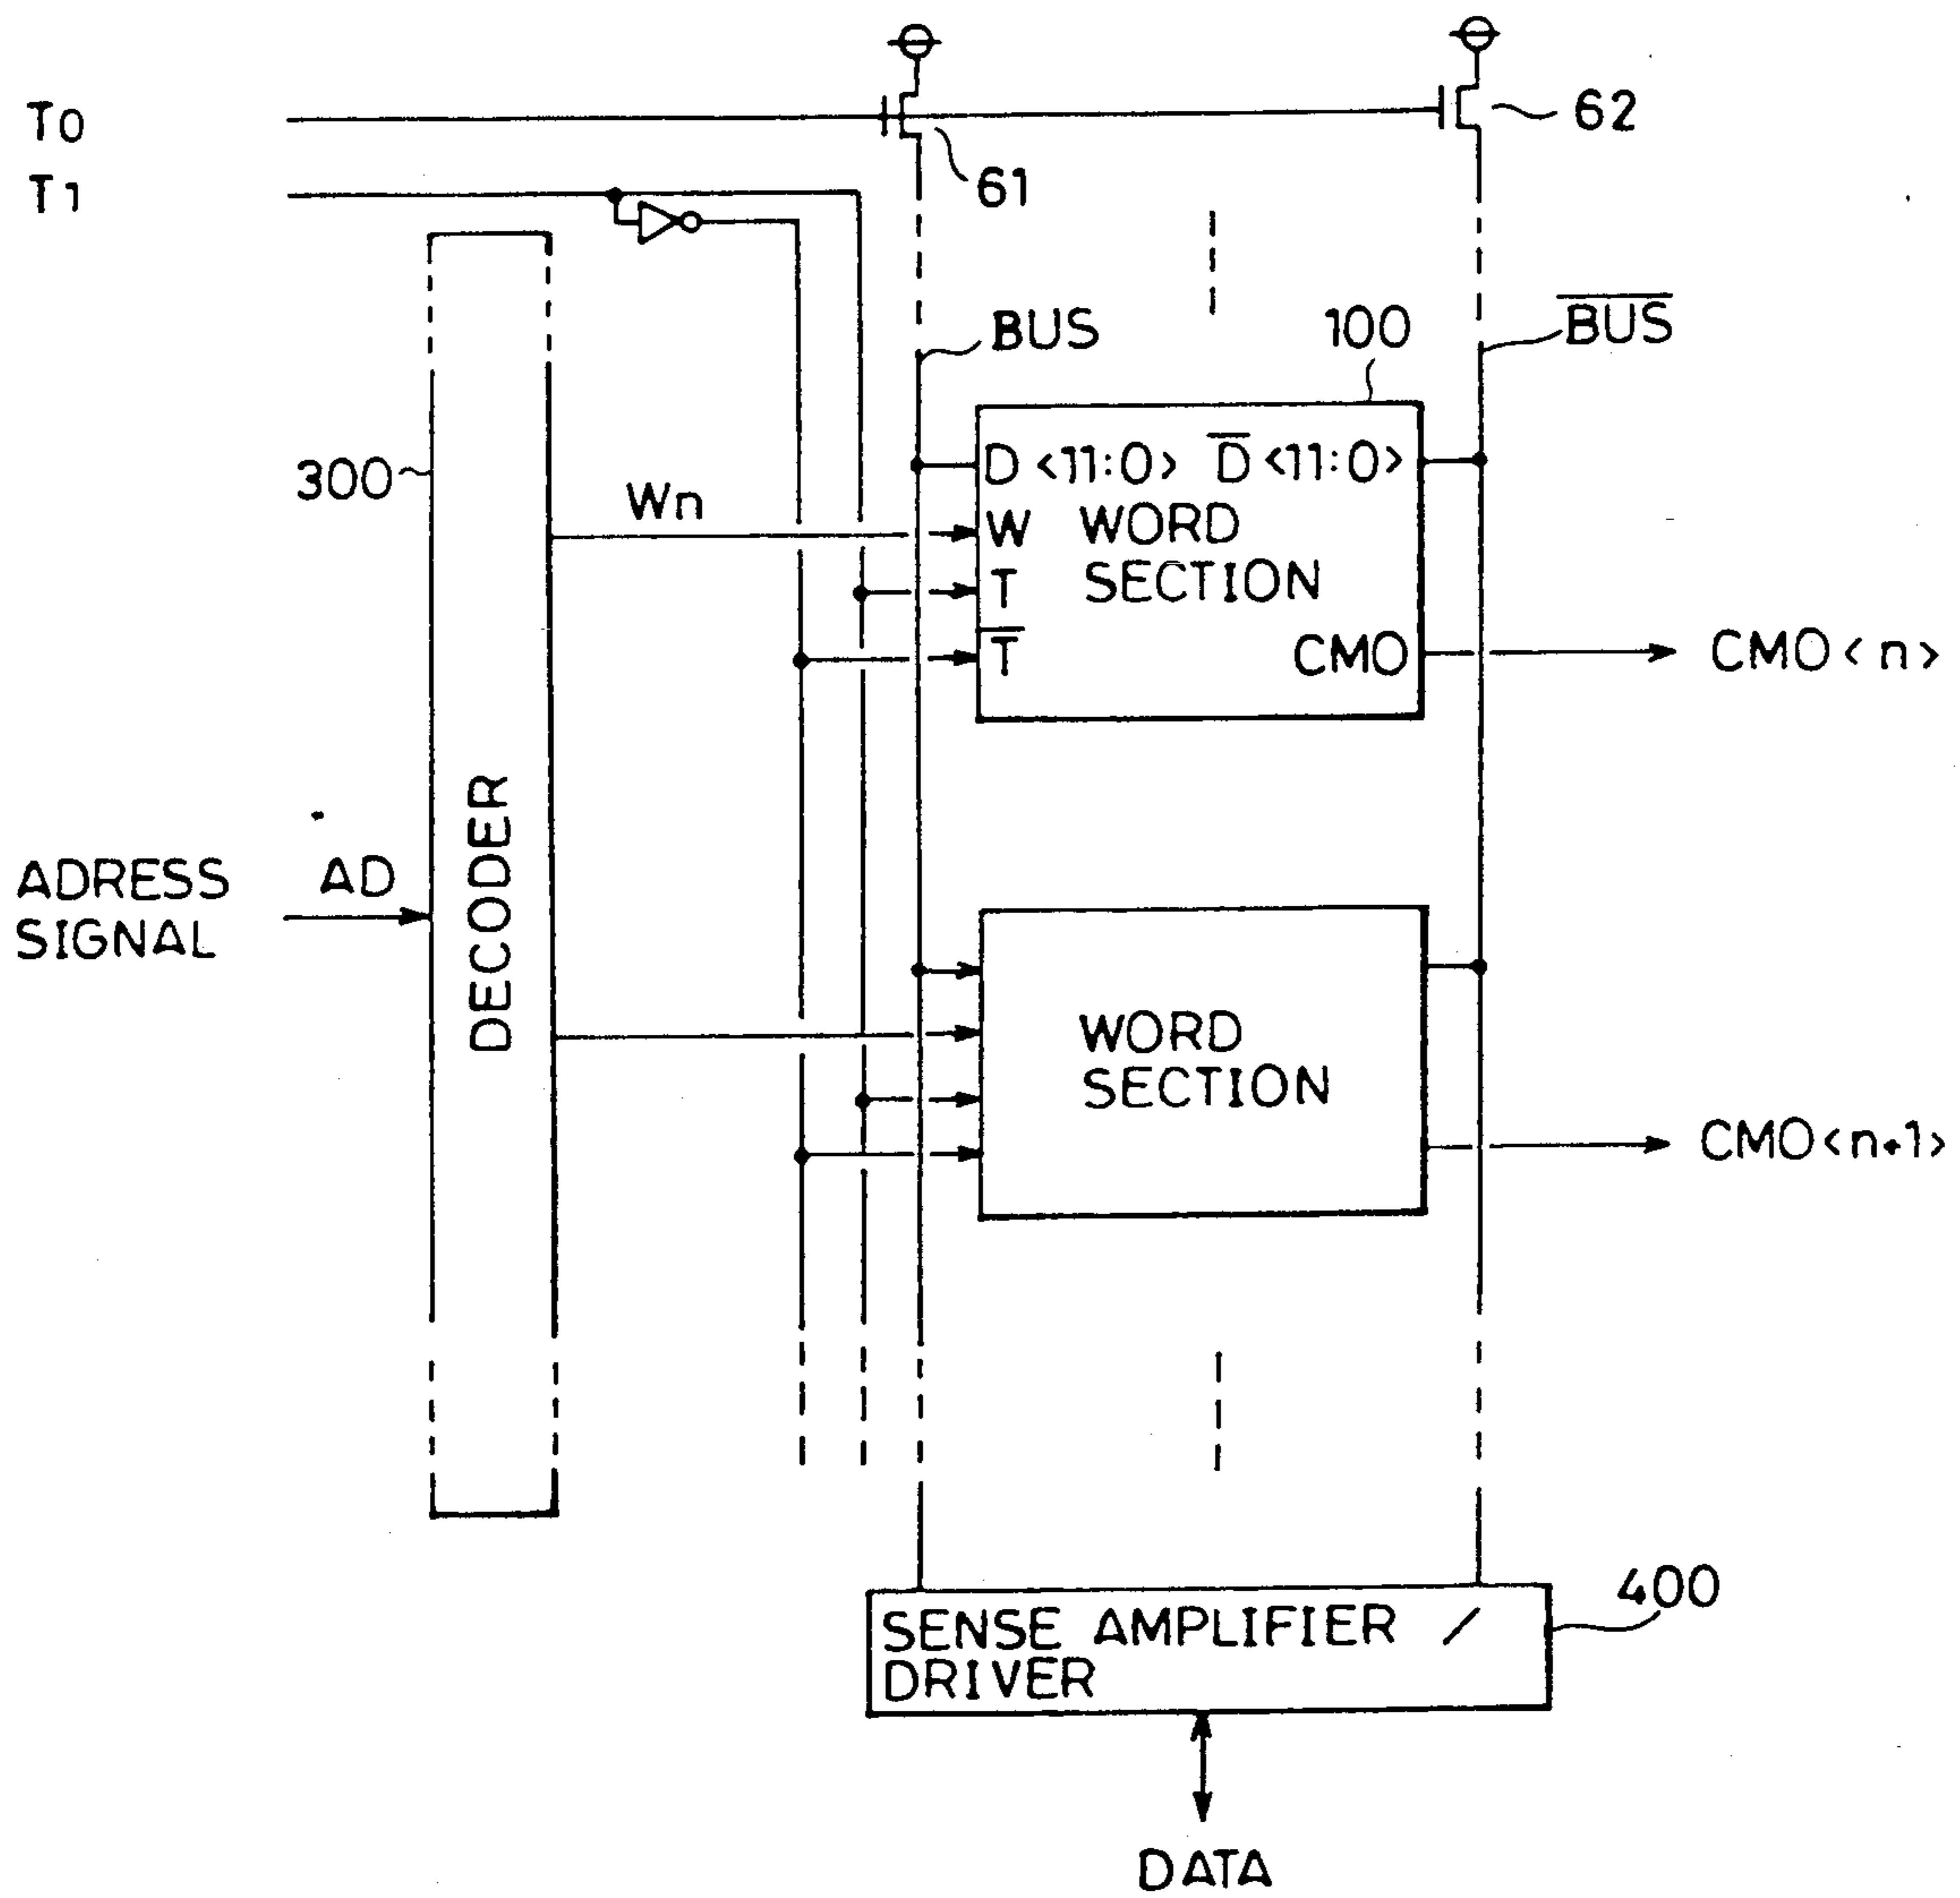 T0
62
T1
61
BUS
100
B̅U̅S̅
D <11:0> D̅ <11:0>
300
Wn
W WORD
SECTION
T
T̅
CMO
CMO<n>
DECODER
ADRESS
SIGNAL
AD
WORD
SECTION
CMO<n+1>
400
SENSE AMPLIFIER /
DRIVER
DATA